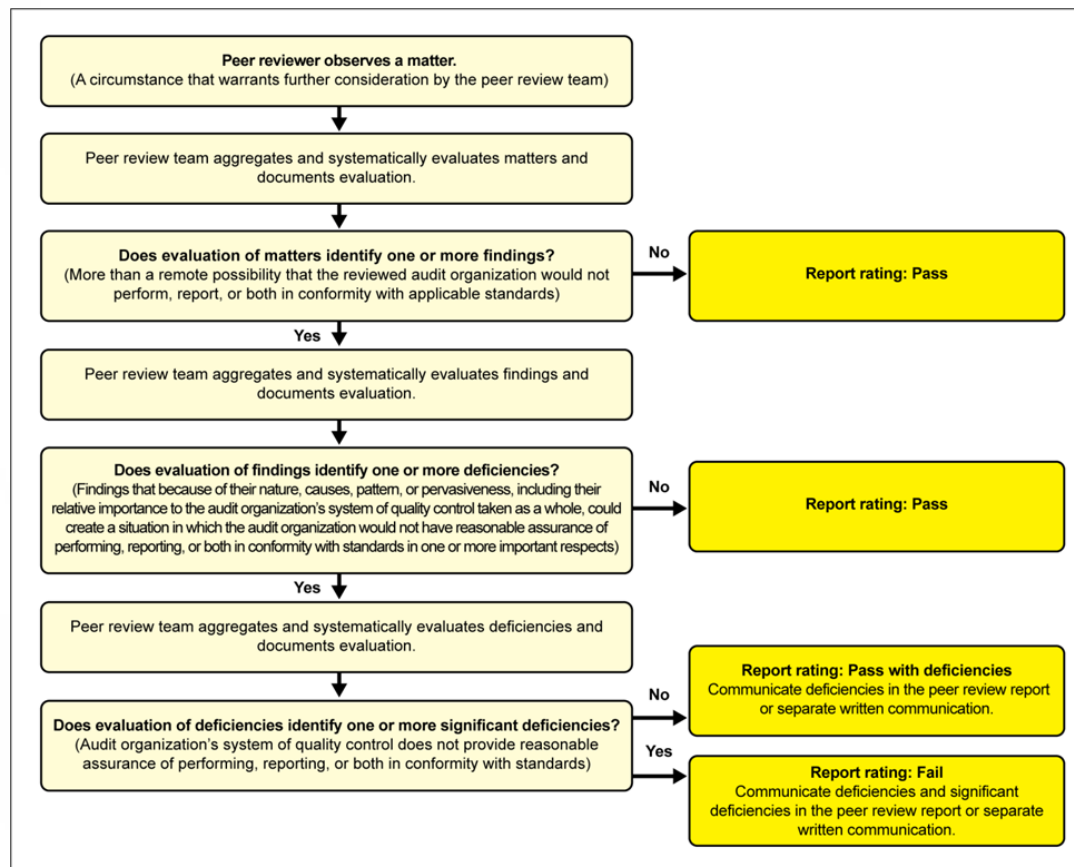 Peer reviewer observes a matter.
(A circumstance that warrants further consideration by the peer review team)
Peer review team aggregates and systematically evaluates matters and
documents evaluation.
Does evaluation of matters identify one or more findings?
(More than a remote possibility that the reviewed audit organization would not
perform, report, or both in conformity with applicable standards)
No
Report rating: Pass
Yes
Peer review team aggregates and systematically evaluates findings and
documents evaluation.
Does evaluation of findings identify one or more deficiencies?
(Findings that because of their nature, causes, pattern, or pervasiveness, including their
relative importance to the audit organization's system of quality control taken as a whole, could
create a situation in which the audit organization would not have reasonable assurance of
performing, reporting, or both in conformity with standards in one or more important respects)
No
Report rating: Pass
Yes
Peer review team aggregates and systematically evaluates deficiencies and
documents evaluation.
Does evaluation of deficiencies identify one or more significant deficiencies?
(Audit organization's system of quality control does not provide reasonable
assurance of performing, reporting, or both in conformity with standards)
No
Report rating: Pass with deficiencies
Communicate deficiencies in the peer review report
or separate written communication.
Yes
Report rating: Fail
Communicate deficiencies and significant
deficiencies in the peer review report or separate
written communication.